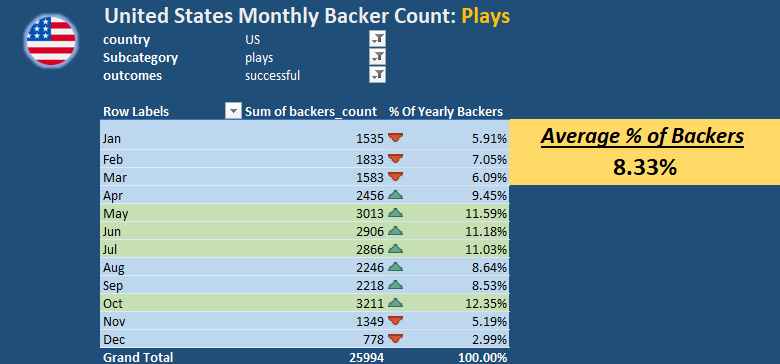 United States Monthly Backer Count: Plays
country US
Subcategory plays
outcomes successful
Row Labels Sum of backers_count % Of Yearly Backers
Jan 1535 5.91%
Average % of Backers
8.33%
Feb 1833 7.05%
Mar 1583 6.09%
Apr 2456 9.45%
May 3013 11.59%
Jun 2906 11.18%
Jul 2866 11.03%
Aug 2246 8.64%
Sep 2218 8.53%
Oct 3211 12.35%
Nov 1349 5.19%
Dec 778 2.99%
Grand Total 25994 100.00%